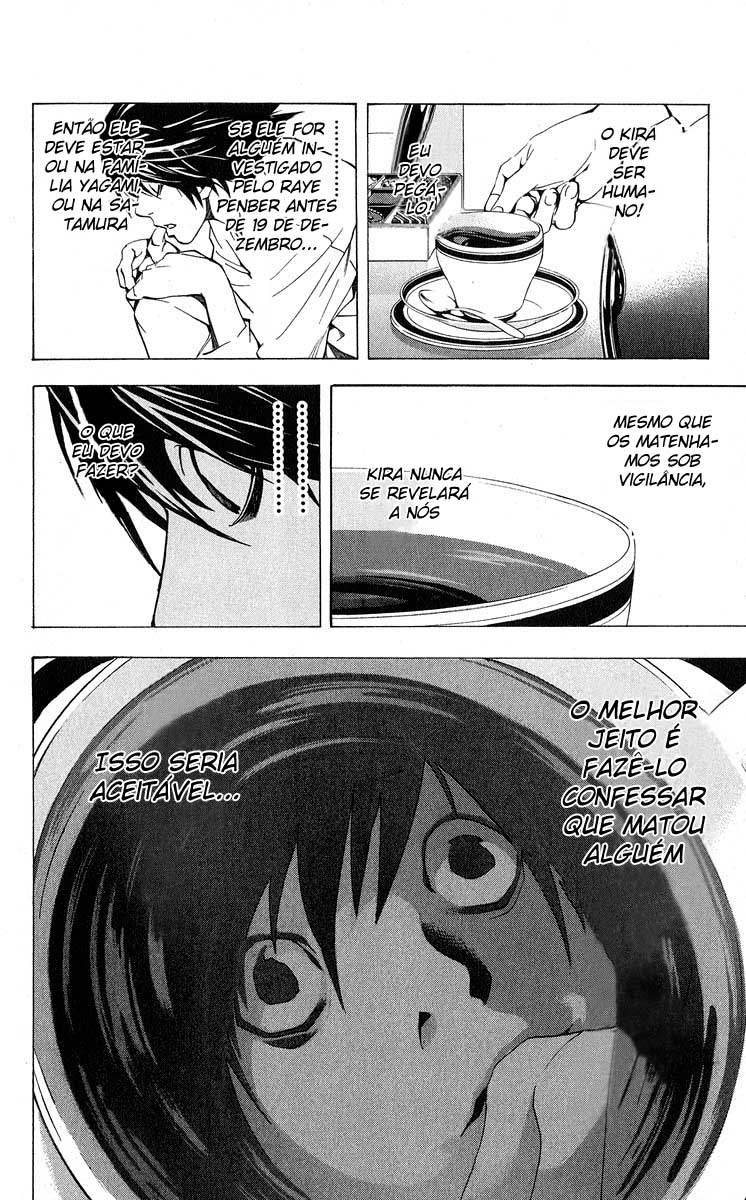 O KIRA
DEVE
SER
HUMA-
NO!
EU
DEVO
PEGÁ-
LO!
SE ELE FOR
ALGUÉM IN-
VESTIGADO
PELO RAYE
PENBER ANTES
DE 19 DE DE-
ZEMBRO...
ENTÃO ELE
DEVE ESTAR,
OU NA FAMÍ-
LIA YAGAMI,
OU NA SA-
TAMURA
MESMO QUE
OS MATENHA-
MOS SOB
VIGILÂNCIA,
KIRA NUNCA
SE REVELARÁ
A NÓS
O QUE
EU DEVO
FAZER?
O MELHOR
JEITO É
FAZÊ-LO
CONFESSAR
QUE MATOU
ALGUÉM
ISSO SERIA
ACEITÁVEL...